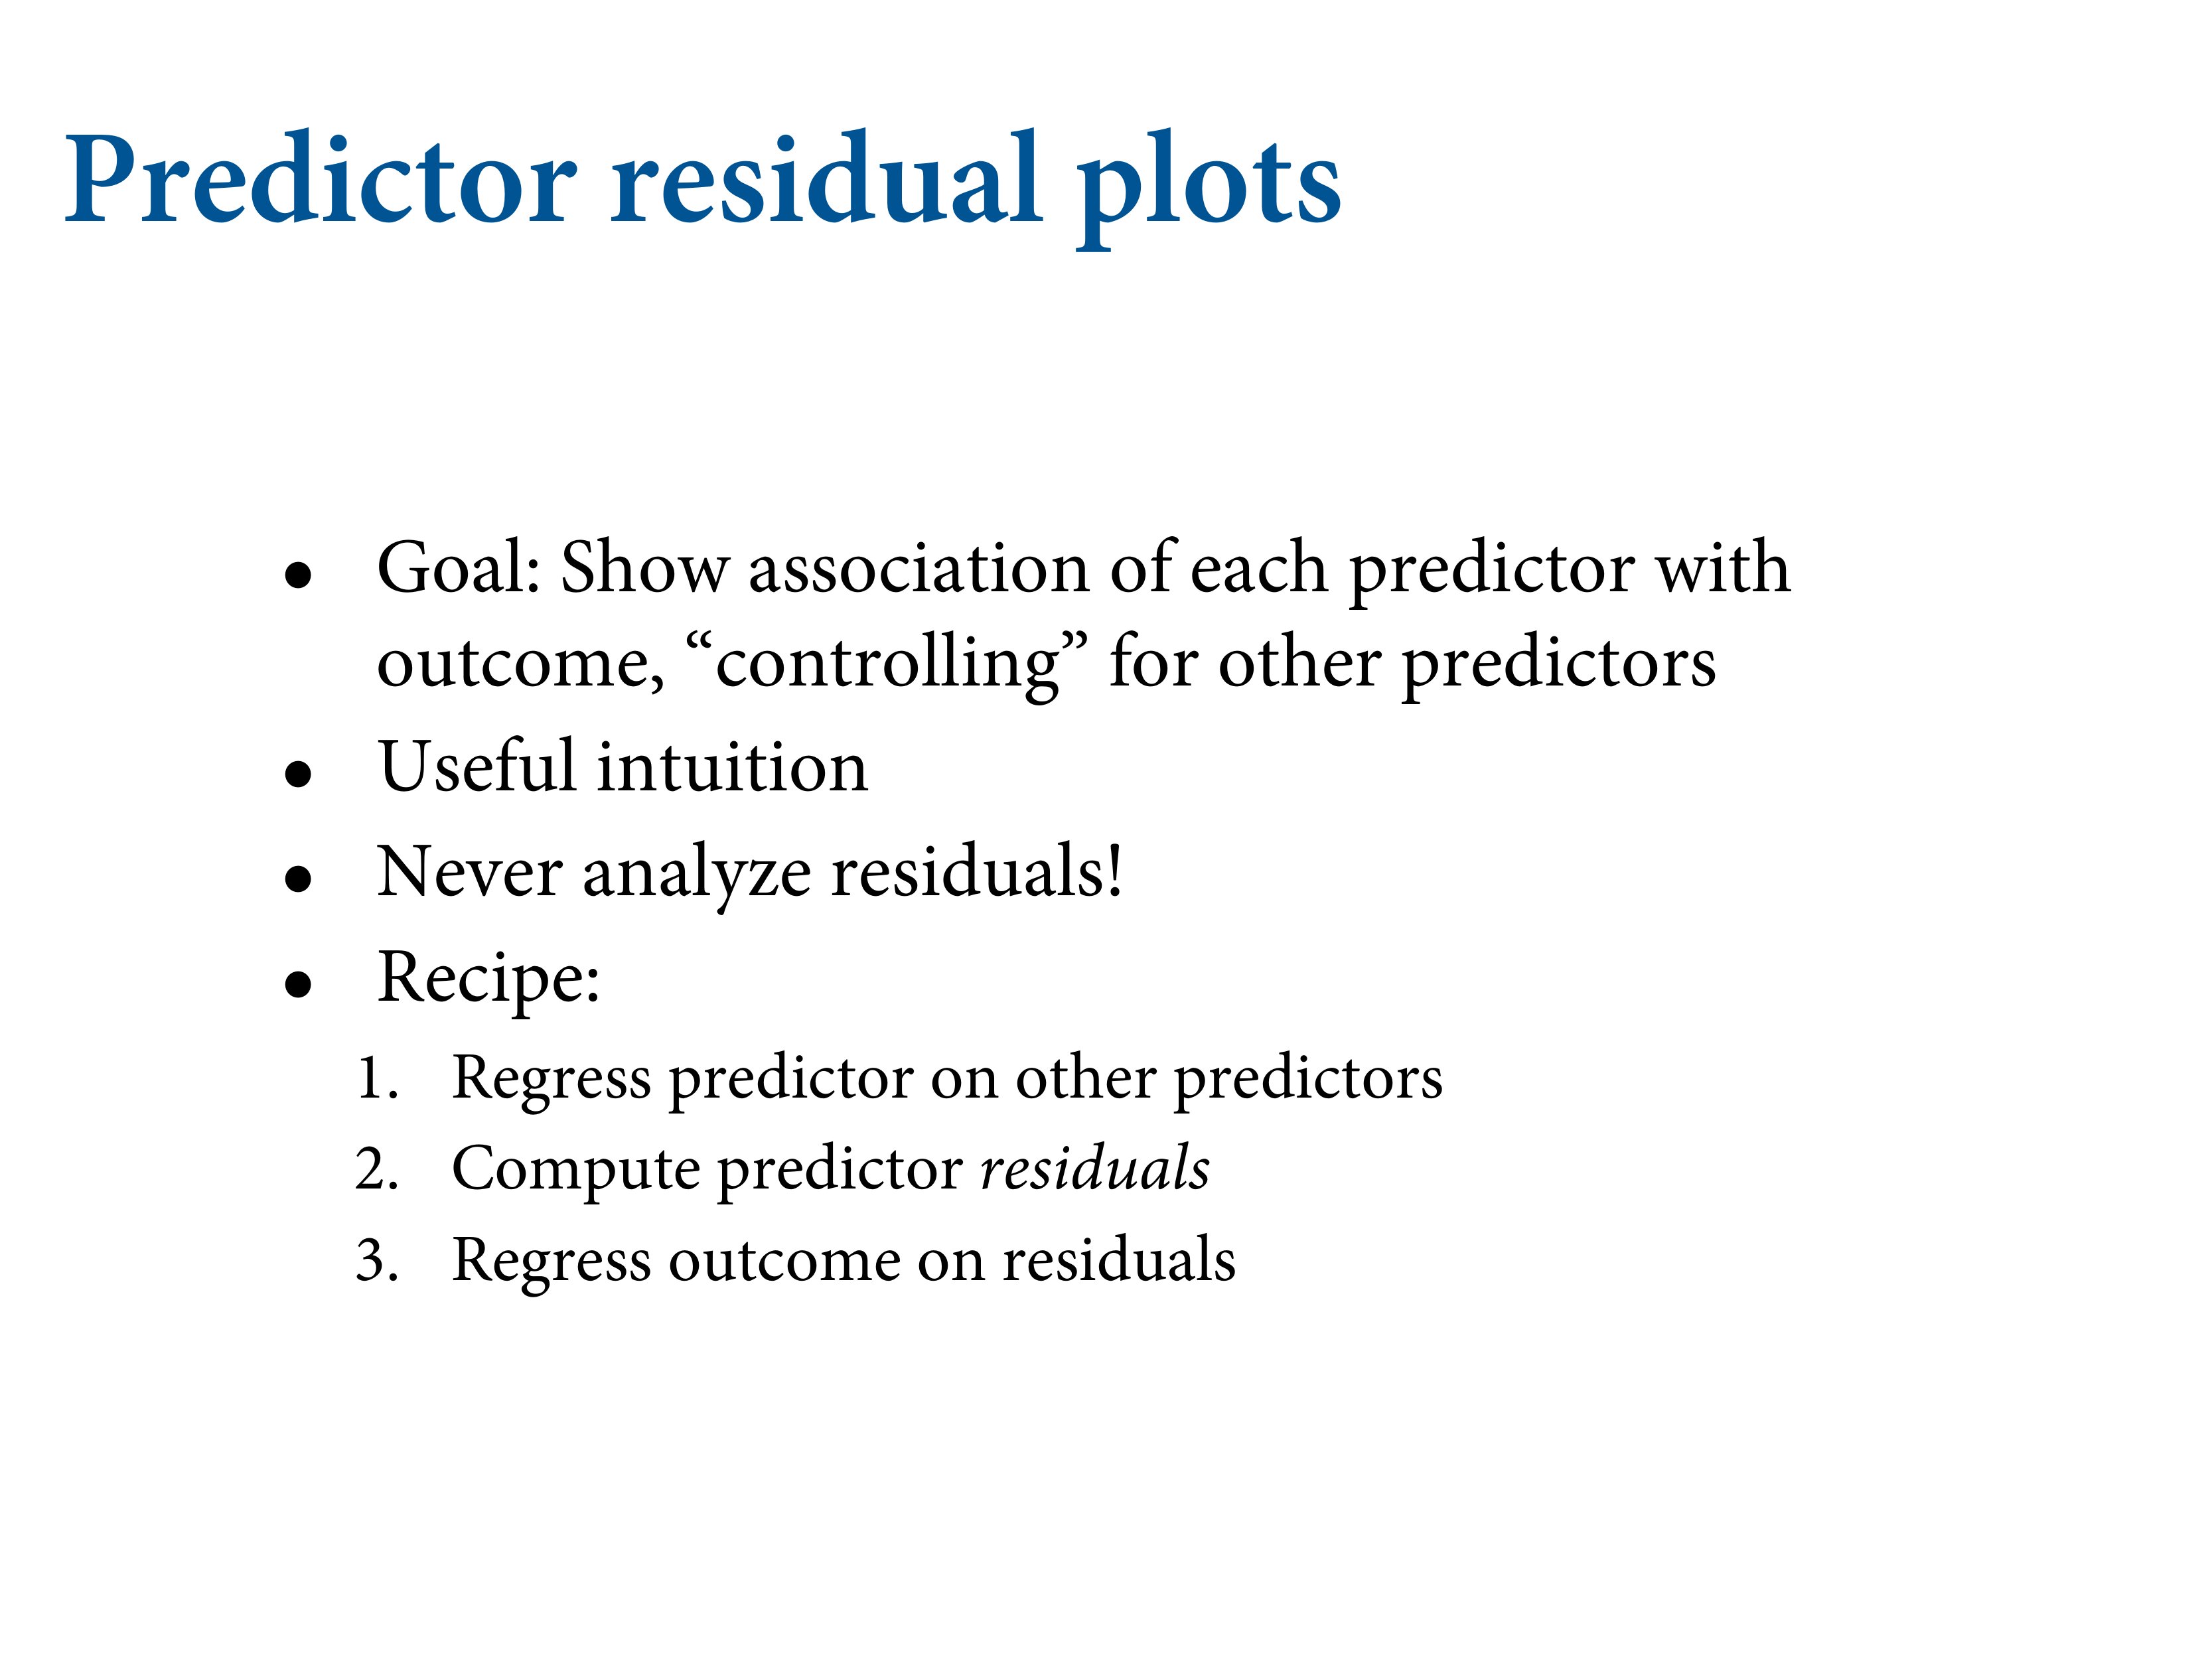 Predictor residual plots
• Goal: Show association of each predictor with
outcome, “controlling” for other predictors
• Useful intuition
• Never analyze residuals!
• Recipe:
1. Regress predictor on other predictors
2. Compute predictor residuals
3. Regress outcome on residuals